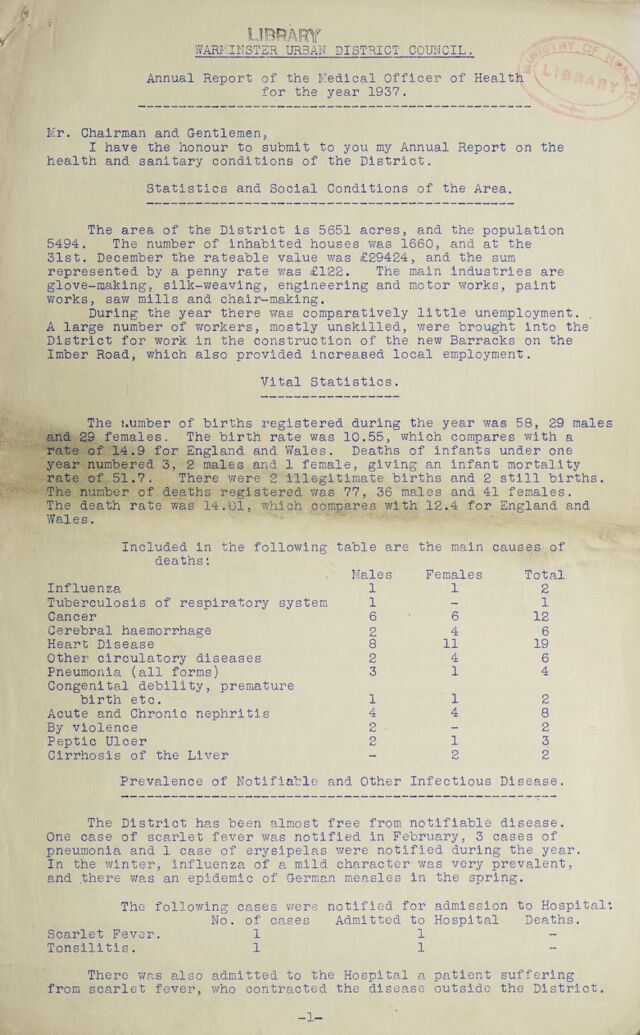 LIBRARY
WARMINSTER URBAN DISTRICT COUNCIL.
MINISTRY OF HEALTH
LIBRARY
Annual Report of the Medical Officer of Health
for the year 1937.
Mr. Chairman and Gentlemen,
I have the honour to submit to you my Annual Report on the
health and sanitary conditions of the District.
Statistics and Social Conditions of the Area.
The area of the District is 5651 acres, and the population
5494. The number of inhabited houses was 1660, and at the
31st. December the rateable value was £29424, and the sum
represented by a penny rate was £122. The main industries are
glove-making, silk-weaving, engineering and motor works, paint
works, saw mills and chair-making.
During the year there was comparatively little unemployment.
A large number of workers, mostly unskilled, were brought into the
District for work in the construction of the new Barracks on the
Imber Road, which also provided increased local employment.
Vital Statistics.
The number of births registered during the year was 58, 29 males
and 29 females. The birth rate was 10.55, which compares with a
rate of 14.9 for England and Wales. Deaths of infants under one
year numbered 3, 2 males and 1 female, giving an infant mortality
rate of 51.7. There were 2 illegitimate births and 2 still births.
The number of deaths registered was 77, 36 males and 41 females.
The death rate was 14.01, which compares with 12.4 for England and
Wales.
Included in the following table are the main causes of
deaths:
Males Females Total
Influenza 1 1 2
Tuberculosis of respiratory system 1 - 1
Cancer 6 6 12
Cerebral haemorrhage 2 4 6
Heart Disease 8 11 19
Other circulatory diseases 2 4 6
Pneumonia (all forms) 3 1 4
Congenital debility, premature
birth etc. 1 1 2
Acute and Chronic nephritis 4 4 8
By violence 2 - 2
Peptic Ulcer 2 1 3
Cirrhosis of the Liver - 2 2
Prevalence of Notifiable and Other Infectious Disease.
The District has been almost free from notifiable disease.
One case of scarlet fever was notified in February, 3 cases of
pneumonia and 1 case of erysipelas were notified during the year.
In the winter, influenza of a mild character was very prevalent,
and there was an epidemic of German measles in the spring.
The following cases were notified for admission to Hospital:
No. of cases Admitted to Hospital Deaths.
Scarlet Fever. 1 1 -
Tonsilitis. 1 1 -
There was also admitted to the Hospital a patient suffering
from scarlet fever, who contracted the disease outside the District.
-1-